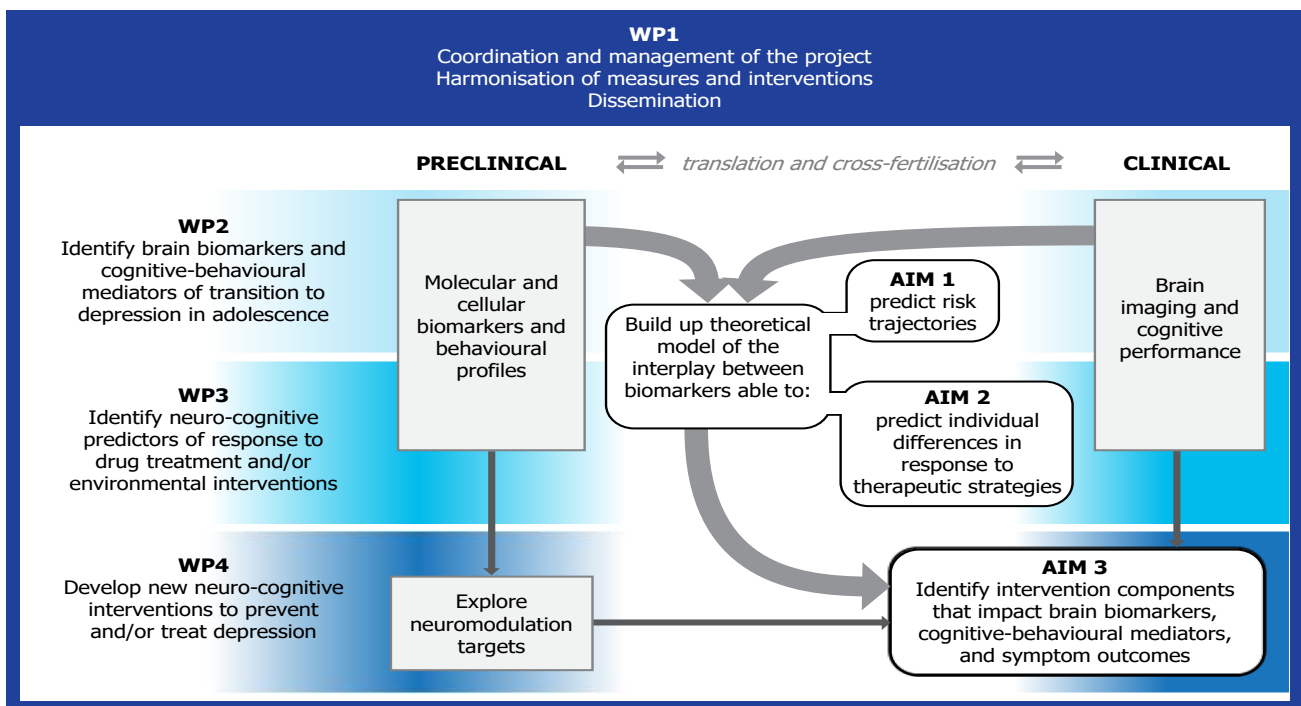 WP1
Coordination and management of the project
Harmonisation of measures and interventions
Dissemination
PRECLINICAL
translation and cross-fertilisation
CLINICAL
WP2
Identify brain biomarkers and
cognitive-behavioural
mediators of transition to
depression in adolescence
Molecular and
cellular
biomarkers and
behavioural
profiles
Build up theoretical
model of the
interplay between
biomarkers able to:
AIM 1
predict risk
trajectories
Brain
imaging and
cognitive
performance
WP3
Identify neuro-cognitive
predictors of response to
drug treatment and/or
environmental interventions
AIM 2
predict individual
differences in
response to
therapeutic strategies
WP4
Develop new neuro-cognitive
interventions to prevent
and/or treat depression
Explore
neuromodulation
targets
AIM 3
Identify intervention components
that impact brain biomarkers,
cognitive-behavioural mediators,
and symptom outcomes